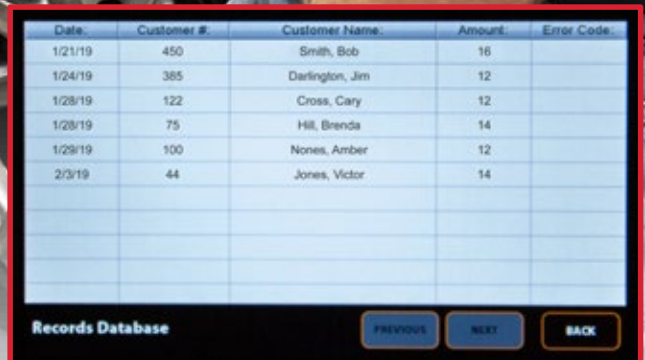 Date: Customer #: Customer Name: Amount: Error Code:
1/21/19 450 Smith, Bob 16
1/24/19 385 Darlington, Jim 12
1/28/19 122 Cross, Cary 12
1/28/19 75 Hill, Brenda 14
1/29/19 100 Nones, Amber 12
2/3/19 44 Jones, Victor 14
Records Database PREVIOUS NEXT BACK